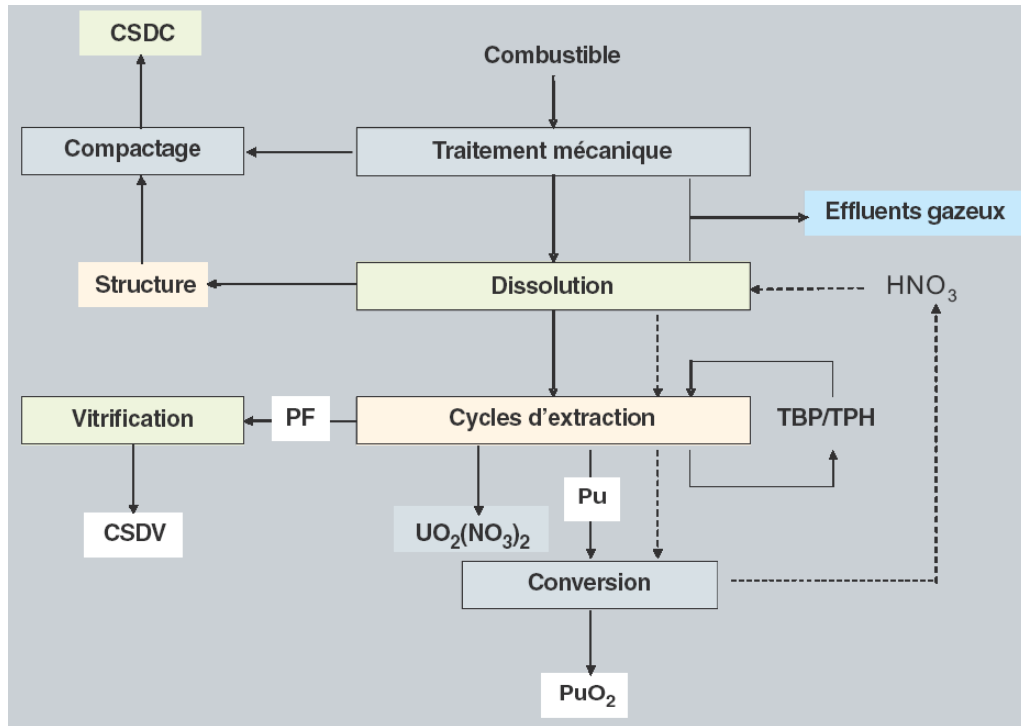 CSDC
Combustible
Compactage
Traitement mécanique
Effluents gazeux
Structure
Dissolution
HNO₃
Vitrification
PF
Cycles d'extraction
TBP/TPH
Pu
CSDV
UO₂(NO₃)₂
Conversion
PuO₂